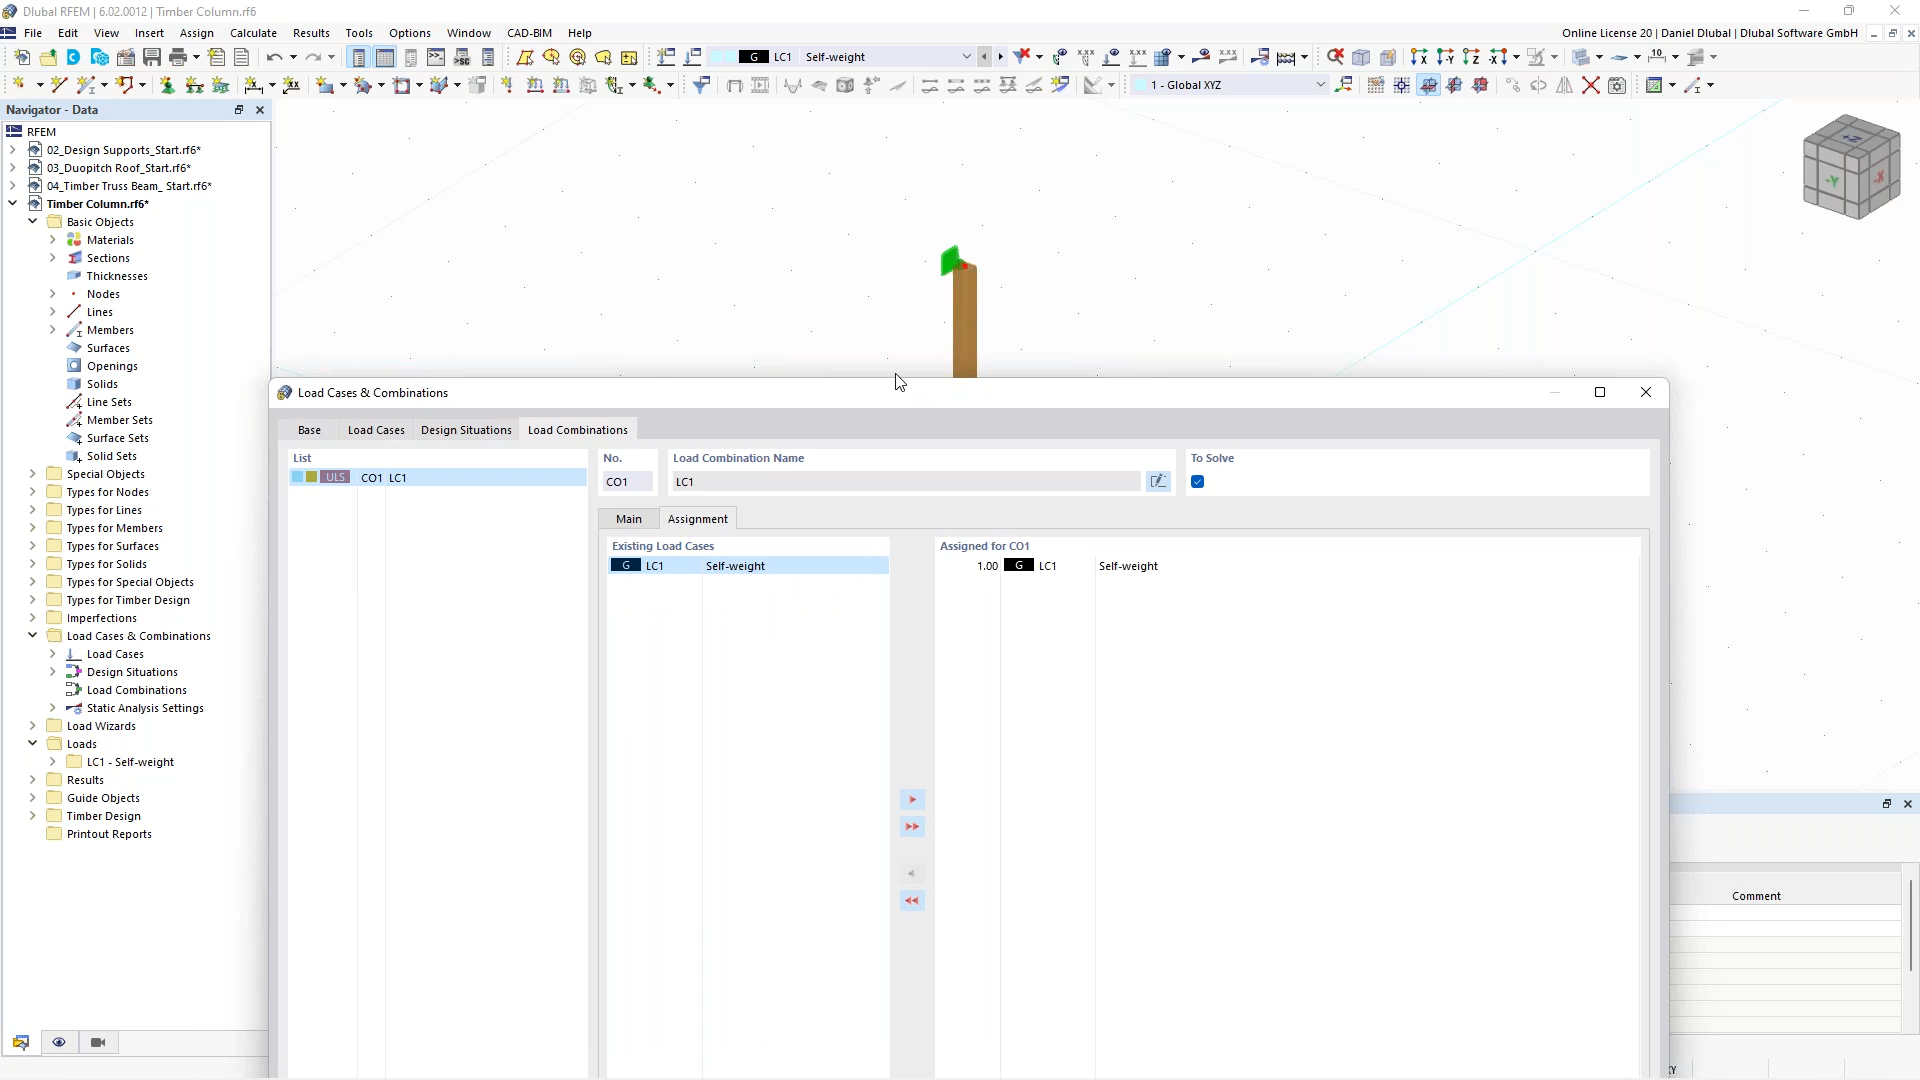 Dlubal RFEM | 6.02.0012 | Timber Column.rf6*
File Edit View Insert Assign Calculate Results Tools Options Window CAD-BIM Help
Online License 20 | Daniel Dlubal | Dlubal Software GmbH
G LC1 Self-weight
1 - Global XYZ
Navigator - Data
RFEM
02_Design Supports_Start.rf6*
03_Duopitch Roof_Start.rf6*
04_Timber Truss Beam_ Start.rf6*
Timber Column.rf6*
Basic Objects
Materials
Sections
Thicknesses
Nodes
Lines
Members
Surfaces
Openings
Solids
Line Sets
Member Sets
Surface Sets
Solid Sets
Special Objects
Types for Nodes
Types for Lines
Types for Members
Types for Surfaces
Types for Solids
Types for Special Objects
Types for Timber Design
Imperfections
Load Cases & Combinations
Load Cases
Design Situations
Load Combinations
Static Analysis Settings
Load Wizards
Loads
LC1 - Self-weight
Results
Guide Objects
Timber Design
Printout Reports
+Z
-Y
-X
Load Cases & Combinations
Base Load Cases Design Situations Load Combinations
List
ULS CO1 LC1
No.
CO1
Load Combination Name
LC1
To Solve
Main Assignment
Existing Load Cases
G LC1 Self-weight
Assigned for CO1
1.00 G LC1 Self-weight
Comment